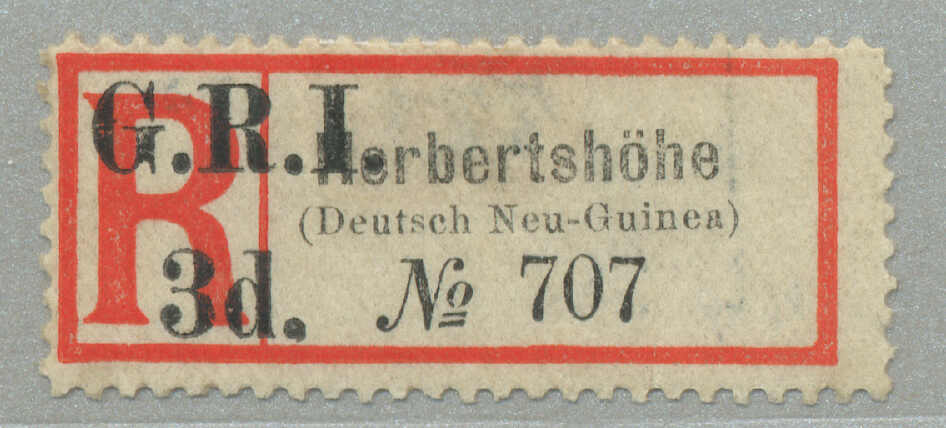 R
G.R.I.
Herbertshöhe
(Deutsch Neu-Guinea)
3d. № 707